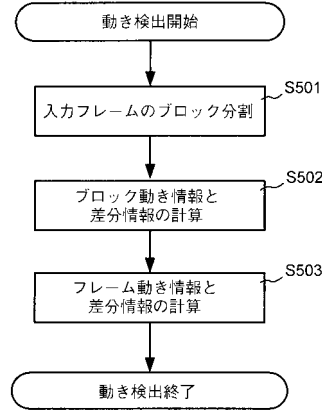 動き検出開始
S501
入力フレームのブロック分割
S502
ブロック動き情報と
差分情報の計算
S503
フレーム動き情報と
差分情報の計算
動き検出終了